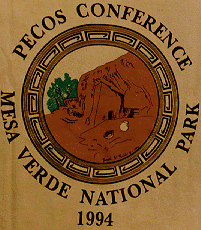 PECOS CONFERENCE
MESA VERDE NATIONAL PARK
1994